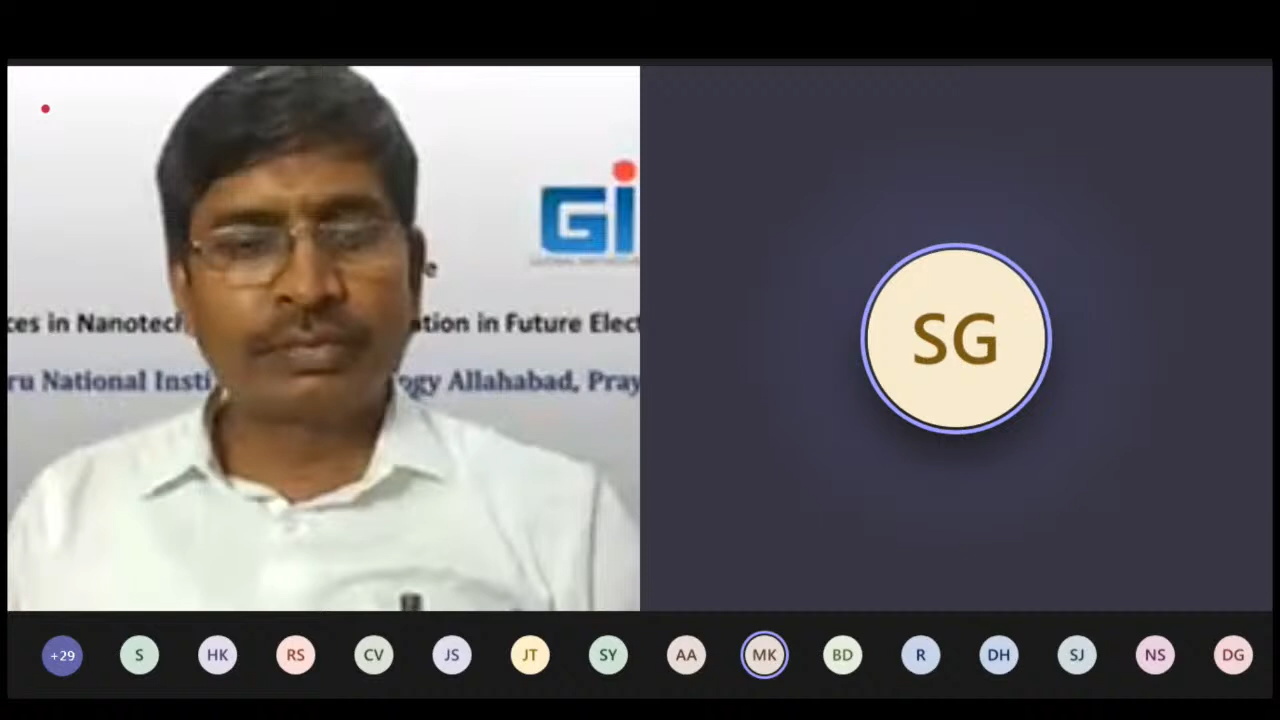 Gi
ces in Nanotech ation in Future Elect
ru National Insti ogy Allahabad, Pray
SG
+29 S HK RS CV JS JT SY AA MK BD R DH SJ NS DG